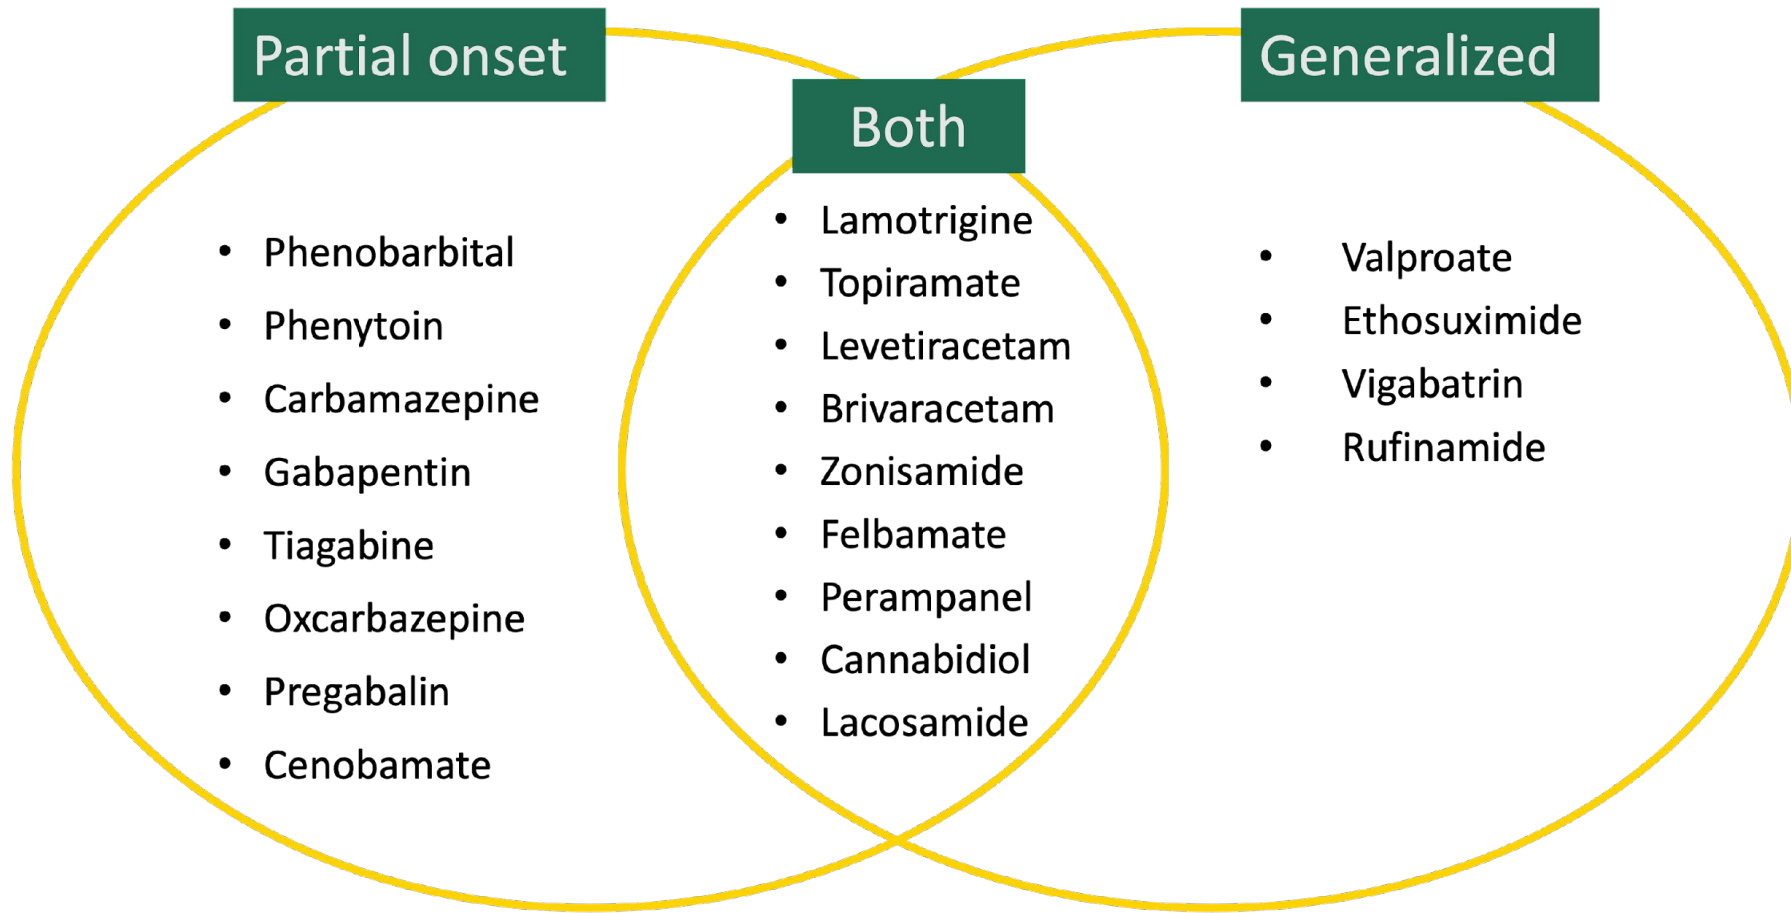 Partial onset
• Phenobarbital
• Phenytoin
• Carbamazepine
• Gabapentin
• Tiagabine
• Oxcarbazepine
• Pregabalin
• Cenobamate
Both
• Lamotrigine
• Topiramate
• Levetiracetam
• Brivaracetam
• Zonisamide
• Felbamate
• Perampanel
• Cannabidiol
• Lacosamide
Generalized
• Valproate
• Ethosuximide
• Vigabatrin
• Rufinamide